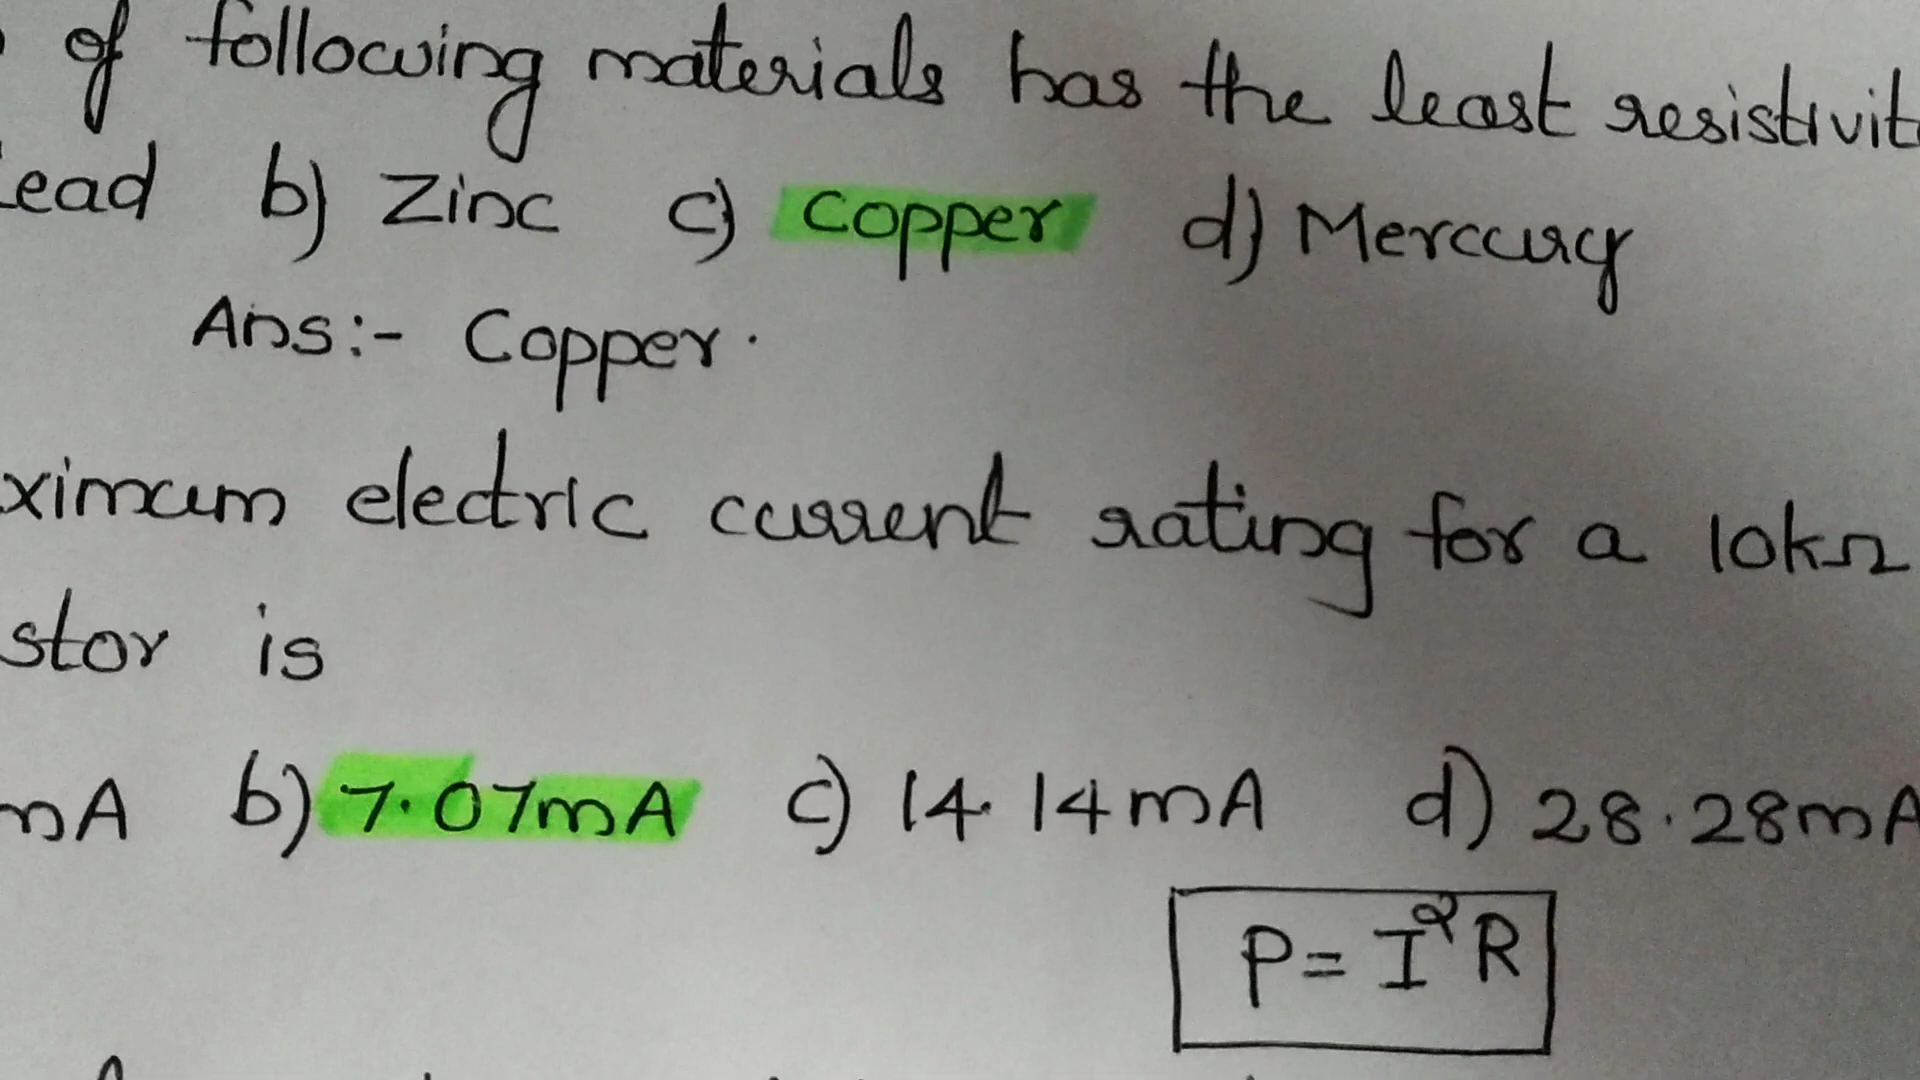 of following materials has the least resistivit
Lead b) Zinc c) Copper d) Mercury
Ans:- Copper.
ximum electric current rating for a 10kΩ
stor is
mA b) 7.07mA c) 14.14mA d) 28.28mA
P = I²R